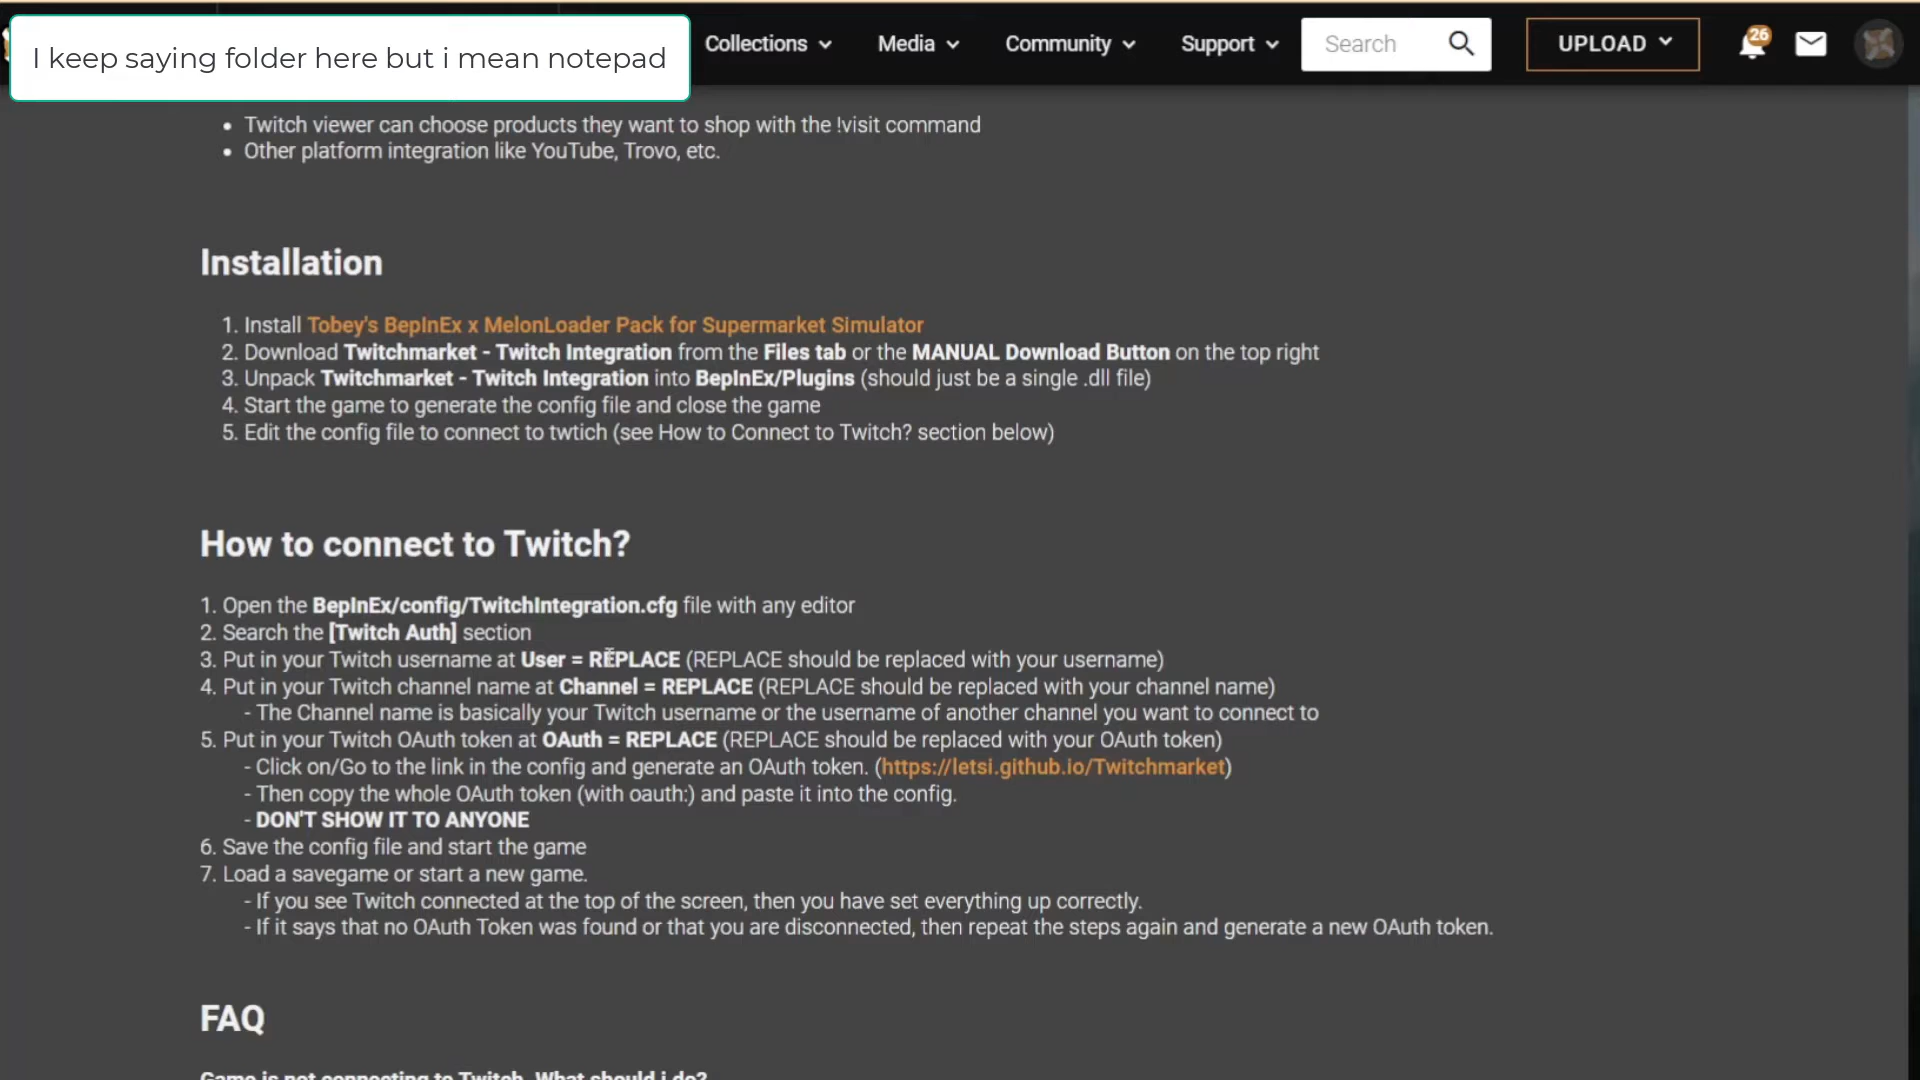 I keep saying folder here but i mean notepad
Collections
Media
Community
Support
Search
UPLOAD
26
• Twitch viewer can choose products they want to shop with the !visit command
• Other platform integration like YouTube, Trovo, etc.
Installation
1. Install Tobey's BepInEx x MelonLoader Pack for Supermarket Simulator
2. Download Twitchmarket - Twitch Integration from the Files tab or the MANUAL Download Button on the top right
3. Unpack Twitchmarket - Twitch Integration into BepInEx/Plugins (should just be a single .dll file)
4. Start the game to generate the config file and close the game
5. Edit the config file to connect to twtich (see How to Connect to Twitch? section below)
How to connect to Twitch?
1. Open the BepInEx/config/TwitchIntegration.cfg file with any editor
2. Search the [Twitch Auth] section
3. Put in your Twitch username at User = REPLACE (REPLACE should be replaced with your username)
4. Put in your Twitch channel name at Channel = REPLACE (REPLACE should be replaced with your channel name)
- The Channel name is basically your Twitch username or the username of another channel you want to connect to
5. Put in your Twitch OAuth token at OAuth = REPLACE (REPLACE should be replaced with your OAuth token)
- Click on/Go to the link in the config and generate an OAuth token. (https://letsi.github.io/Twitchmarket)
- Then copy the whole OAuth token (with oauth:) and paste it into the config.
- DON'T SHOW IT TO ANYONE
6. Save the config file and start the game
7. Load a savegame or start a new game.
- If you see Twitch connected at the top of the screen, then you have set everything up correctly.
- If it says that no OAuth Token was found or that you are disconnected, then repeat the steps again and generate a new OAuth token.
FAQ
Game is not connecting to Twitch. What should i do?